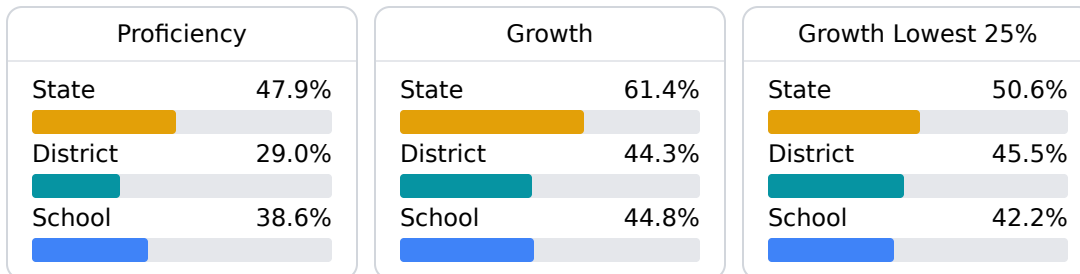 Proficiency
State 47.9%
District 29.0%
School 38.6%
Growth
State 61.4%
District 44.3%
School 44.8%
Growth Lowest 25%
State 50.6%
District 45.5%
School 42.2%